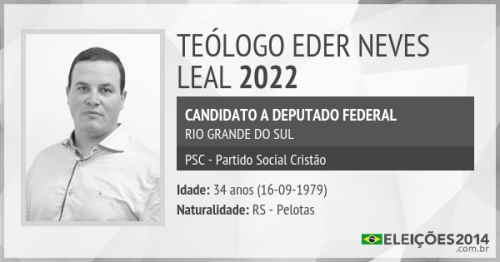 TEÓLOGO EDER NEVES
LEAL 2022
CANDIDATO A DEPUTADO FEDERAL
RIO GRANDE DO SUL
PSC - Partido Social Cristão
Idade: 34 anos (16-09-1979)
Naturalidade: RS - Pelotas
ELEIÇÕES2014
.com.br